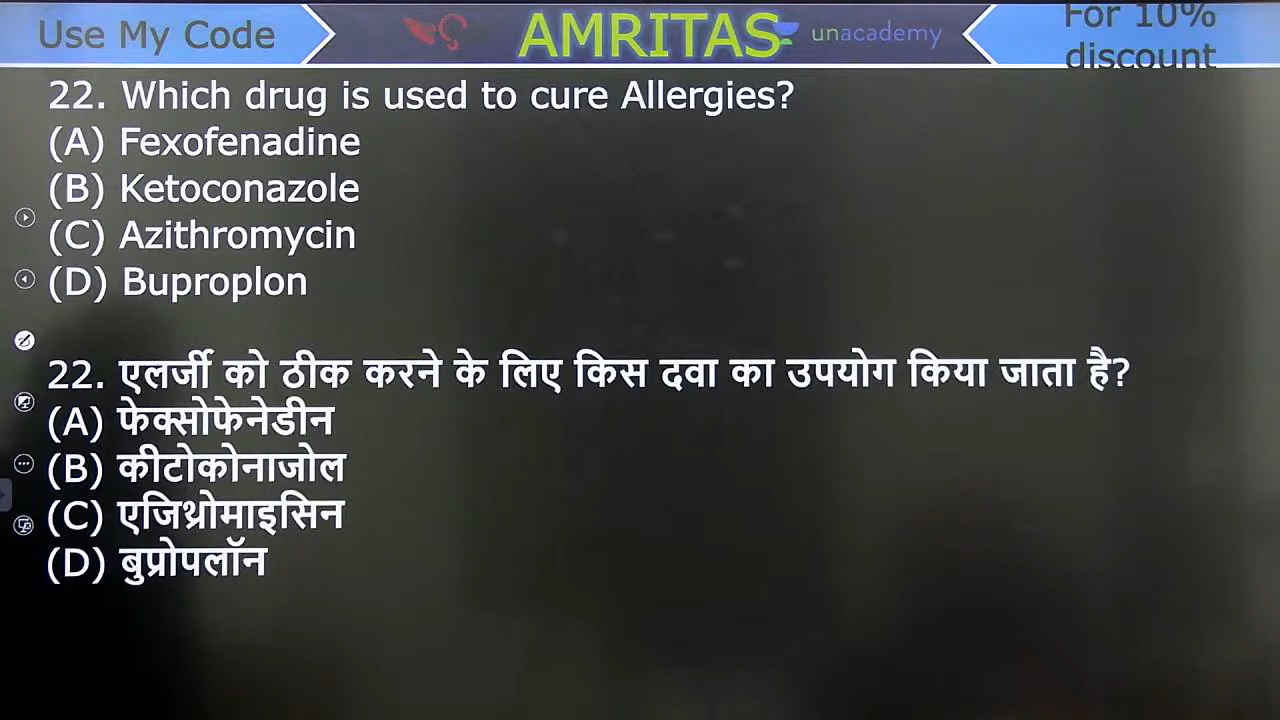 Use My Code
AMRITAS
unacademy
For 10%
discount
22. Which drug is used to cure Allergies?
(A) Fexofenadine
(B) Ketoconazole
(C) Azithromycin
(D) Buproplon
22. एलर्जी को ठीक करने के लिए किस दवा का उपयोग किया जाता है?
(A) फेक्सोफेनेडीन
(B) कीटोकोनाजोल
(C) एजिथ्रोमाइसिन
(D) बुप्रोपलॉन